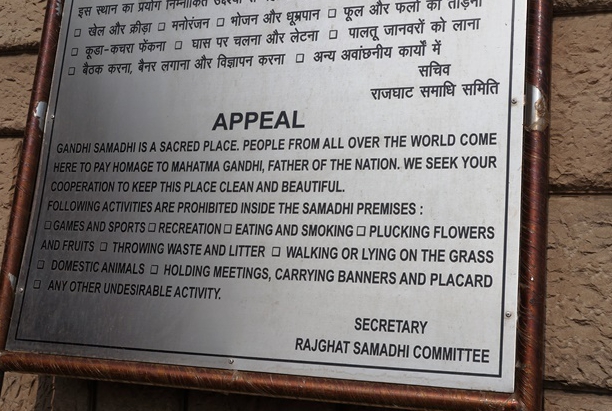 इस स्थान का प्रयोग निम्नांकित उद्देश्यों
□ खेल और क्रीड़ा □ मनोरंजन □ भोजन और धूम्रपान □ फूल और फलों को तोड़ना
□ कूड़ा-कचरा फेंकना □ घास पर चलना और लेटना □ पालतू जानवरों को लाना
□ बैठक करना, बैनर लगाना और विज्ञापन करना □ अन्य अवांछनीय कार्यों में
सचिव
राजघाट समाधि समिति
APPEAL
GANDHI SAMADHI IS A SACRED PLACE. PEOPLE FROM ALL OVER THE WORLD COME
HERE TO PAY HOMAGE TO MAHATMA GANDHI, FATHER OF THE NATION. WE SEEK YOUR
COOPERATION TO KEEP THIS PLACE CLEAN AND BEAUTIFUL.
FOLLOWING ACTIVITIES ARE PROHIBITED INSIDE THE SAMADHI PREMISES :
□ GAMES AND SPORTS □ RECREATION □ EATING AND SMOKING □ PLUCKING FLOWERS
AND FRUITS □ THROWING WASTE AND LITTER □ WALKING OR LYING ON THE GRASS
□ DOMESTIC ANIMALS □ HOLDING MEETINGS, CARRYING BANNERS AND PLACARD
□ ANY OTHER UNDESIRABLE ACTIVITY.
SECRETARY
RAJGHAT SAMADHI COMMITTEE